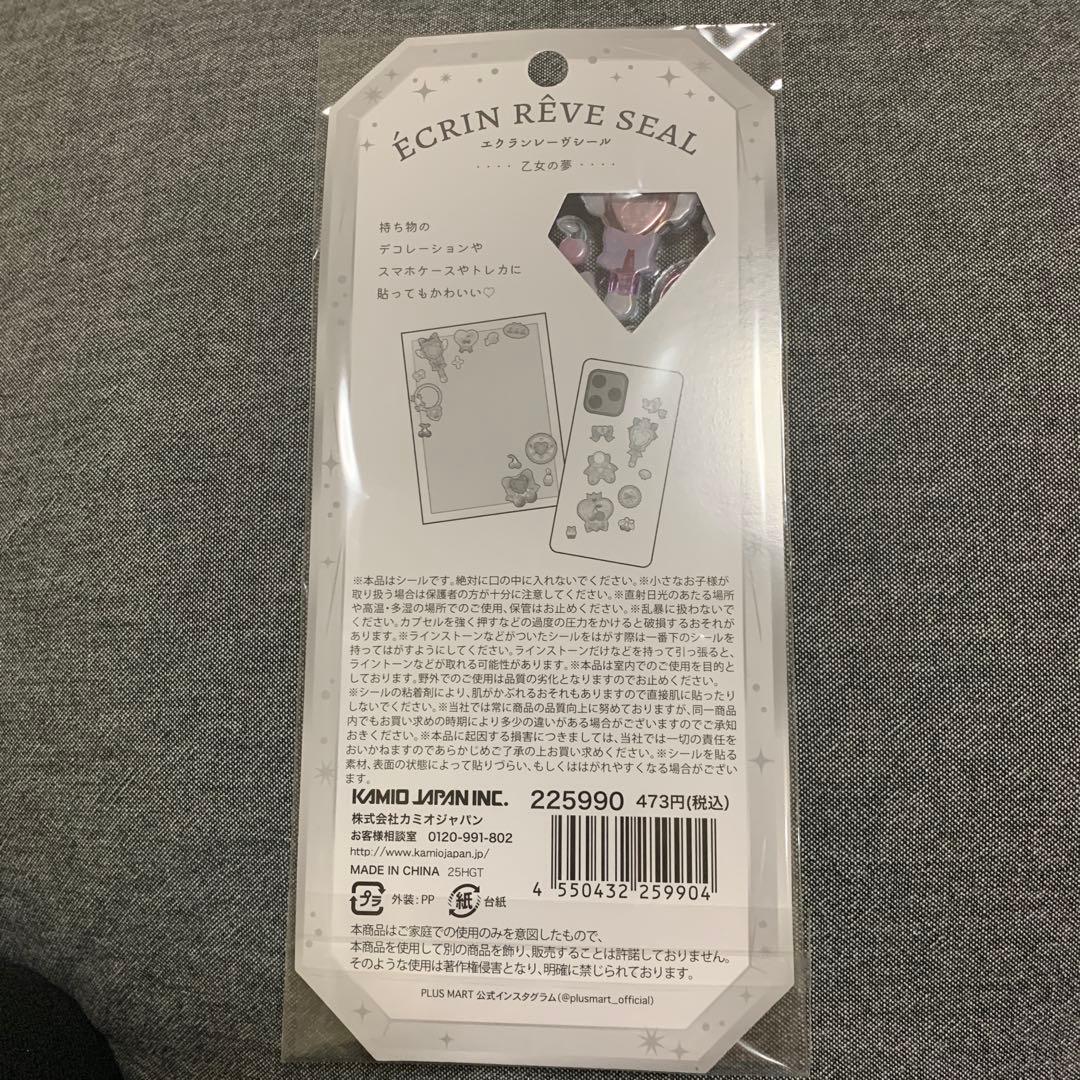 ÉCRIN RÊVE SEAL
エクランレーヴシール
···· 乙女の夢 ····
持ち物の
デコレーションや
スマホケースやトレカに
貼ってもかわいい♡
※本品はシールです。絶対に口の中に入れないでください。※小さなお子様が
取り扱う場合は保護者の方が十分に注意してください。※直射日光のあたる場所
や高温・多湿の場所でのご使用、保管はお止めください。※乱暴に扱わないで
ください。カプセルを強く押すなどの過度の圧力をかけると破損するおそれが
あります。※ラインストーンなどがついたシールをはがす際は一番下のシールを
持ってはがすようにしてください。ラインストーンだけなどを持って引っ張ると、
ライントーンなどが取れる可能性があります。※本品は室内でのご使用を目的と
しております。野外でのご使用は品質の劣化となりますのでお止めください。
※シールの粘着剤により、肌がかぶれるおそれもありますので直接肌に貼ったり
しないでください。※当社では常に商品の品質向上に努めておりますが、同一商品
内でもお買い求めの時期により多少の違いがある場合がございますのでご承知
おきください。※本品に起因する損害につきましては、当社では一切の責任を
おいかねますのであらかじめご了承の上お買い求めください。※シールを貼る
素材、表面の状態によって貼りづらい、もしくははがれやすくなる場合がござい
ます。
KAMIO JAPAN INC. 225990 473円(税込)
株式会社カミオジャパン
お客様相談室 0120-991-802
http://www.kamiojapan.jp/
MADE IN CHINA 25HGT
4 550432 259904
プラ 外装:PP 紙 台紙
本商品はご家庭での使用のみを意図したもので、
本商品を使用して別の商品を飾り、販売することは許諾しておりません。
そのような使用は著作権侵害となり、明確に禁じられております。
PLUS MART 公式インスタグラム(@plusmart_official)